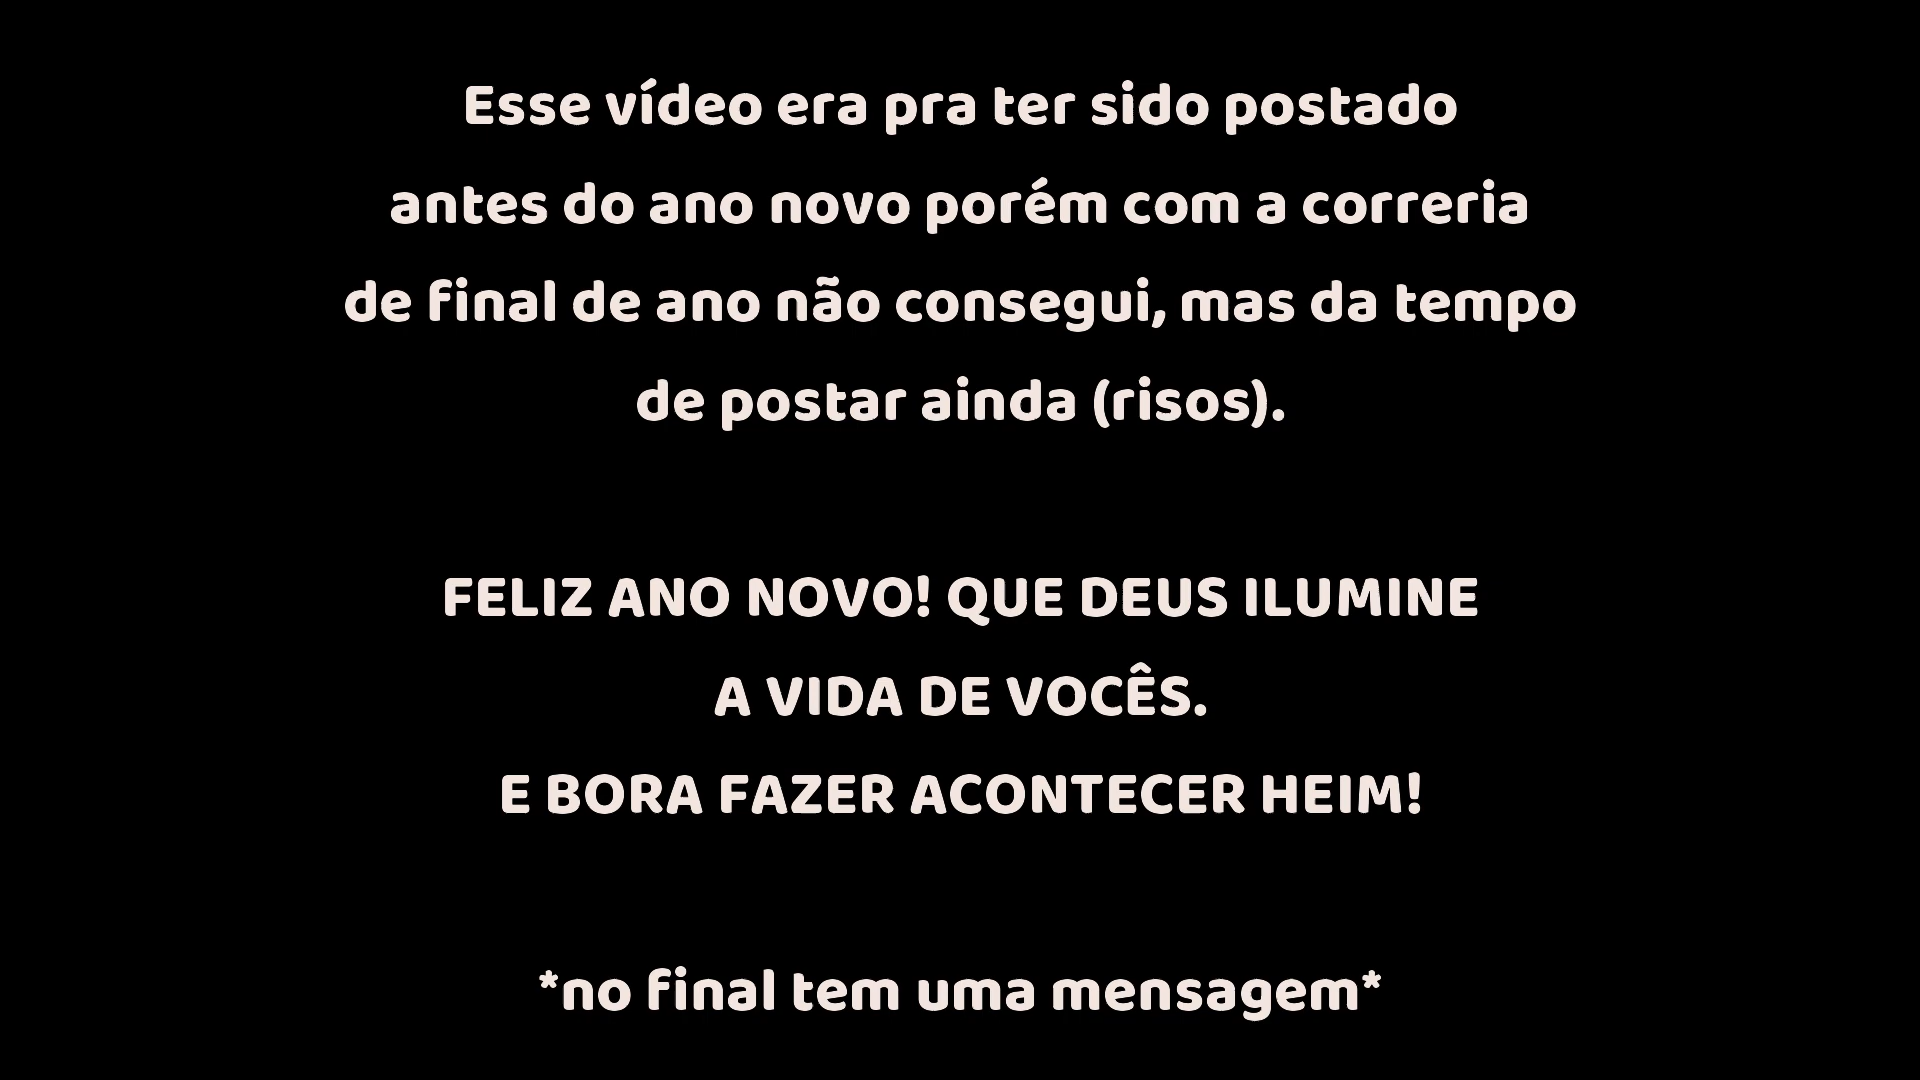 Esse vídeo era pra ter sido postado
antes do ano novo porém com a correria
de final de ano não consegui, mas da tempo
de postar ainda (risos).
FELIZ ANO NOVO! QUE DEUS ILUMINE
A VIDA DE VOCÊS.
E BORA FAZER ACONTECER HEIM!
*no final tem uma mensagem*